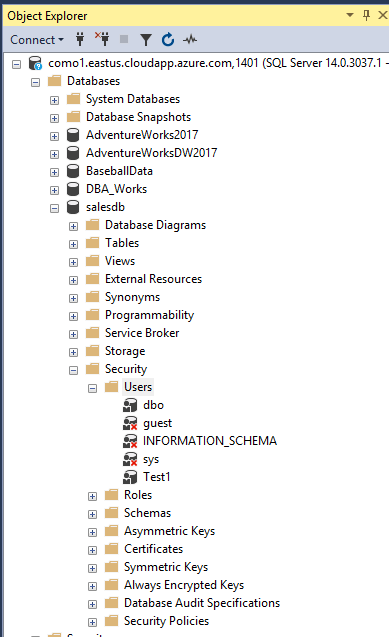 Object Explorer
Connect
como1.eastus.cloudapp.azure.com,1401 (SQL Server 14.0.3037.1 -
Databases
System Databases
Database Snapshots
AdventureWorks2017
AdventureWorksDW2017
BaseballData
DBA_Works
salesdb
Database Diagrams
Tables
Views
External Resources
Synonyms
Programmability
Service Broker
Storage
Security
Users
dbo
guest
INFORMATION_SCHEMA
sys
Test1
Roles
Schemas
Asymmetric Keys
Certificates
Symmetric Keys
Always Encrypted Keys
Database Audit Specifications
Security Policies